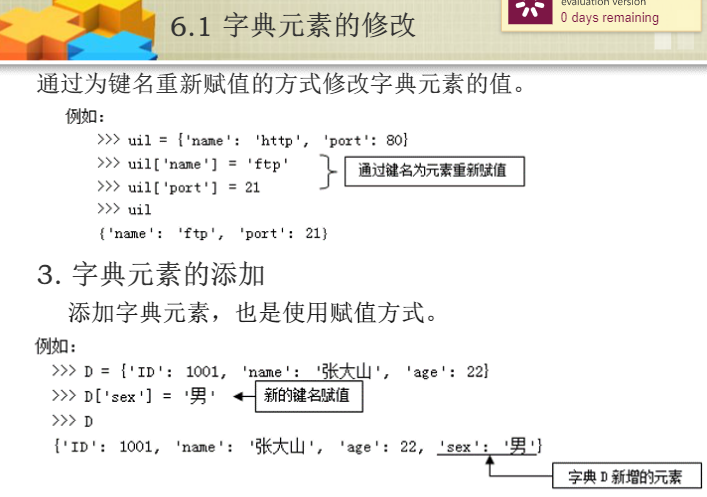 6.1 字典元素的修改
evaluation version
0 days remaining
通过为键名重新赋值的方式修改字典元素的值。
例如：
>>> uil = {'name': 'http', 'port': 80}
>>> uil['name'] = 'ftp'
通过键名为元素重新赋值
>>> uil['port'] = 21
>>> uil
{'name': 'ftp', 'port': 21}
3. 字典元素的添加
添加字典元素，也是使用赋值方式。
例如：
>>> D = {'ID': 1001, 'name': '张大山', 'age': 22}
>>> D['sex'] = '男'
新的键名赋值
>>> D
{'ID': 1001, 'name': '张大山', 'age': 22, 'sex': '男'}
字典 D 新增的元素